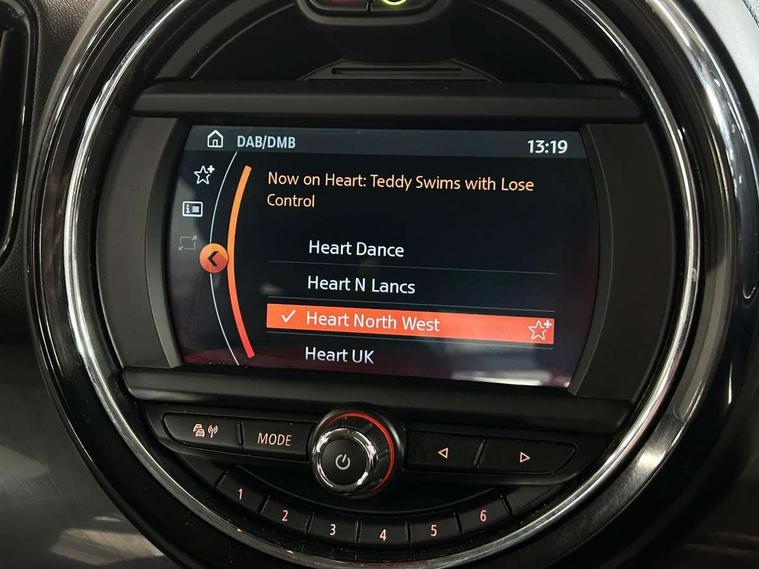 DAB/DMB
13:19
Now on Heart: Teddy Swims with Lose
Control
Heart Dance
Heart N Lancs
Heart North West
Heart UK
MODE
1
2
3
4
5
6